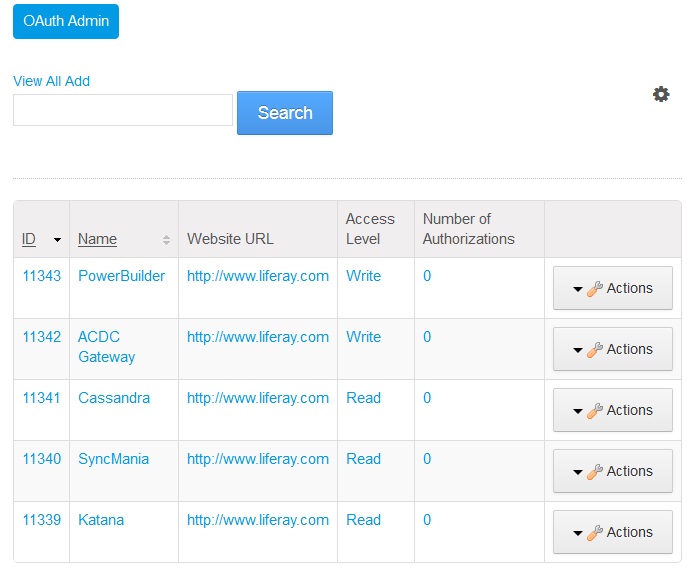 OAuth Admin
View All Add
Search
ID Name Website URL Access Level Number of Authorizations
11343 PowerBuilder http://www.liferay.com Write 0 Actions
11342 ACDC Gateway http://www.liferay.com Write 0 Actions
11341 Cassandra http://www.liferay.com Read 0 Actions
11340 SyncMania http://www.liferay.com Read 0 Actions
11339 Katana http://www.liferay.com Read 0 Actions